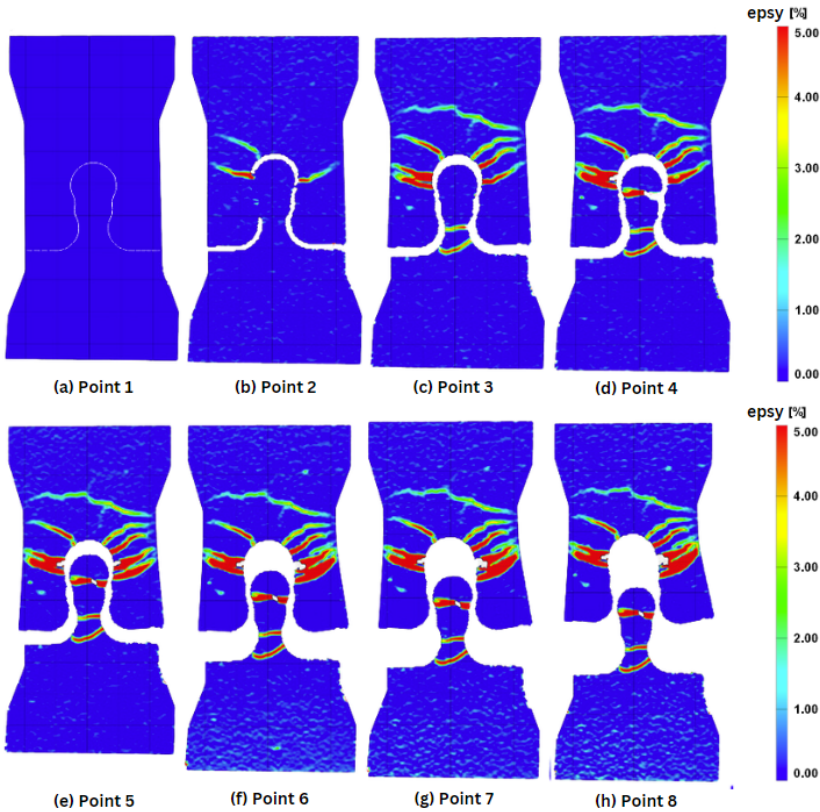 epsy [%]
5.00
4.00
3.00
2.00
1.00
0.00
(a) Point 1
(b) Point 2
(c) Point 3
(d) Point 4
epsy [%]
5.00
4.00
3.00
2.00
1.00
0.00
(e) Point 5
(f) Point 6
(g) Point 7
(h) Point 8